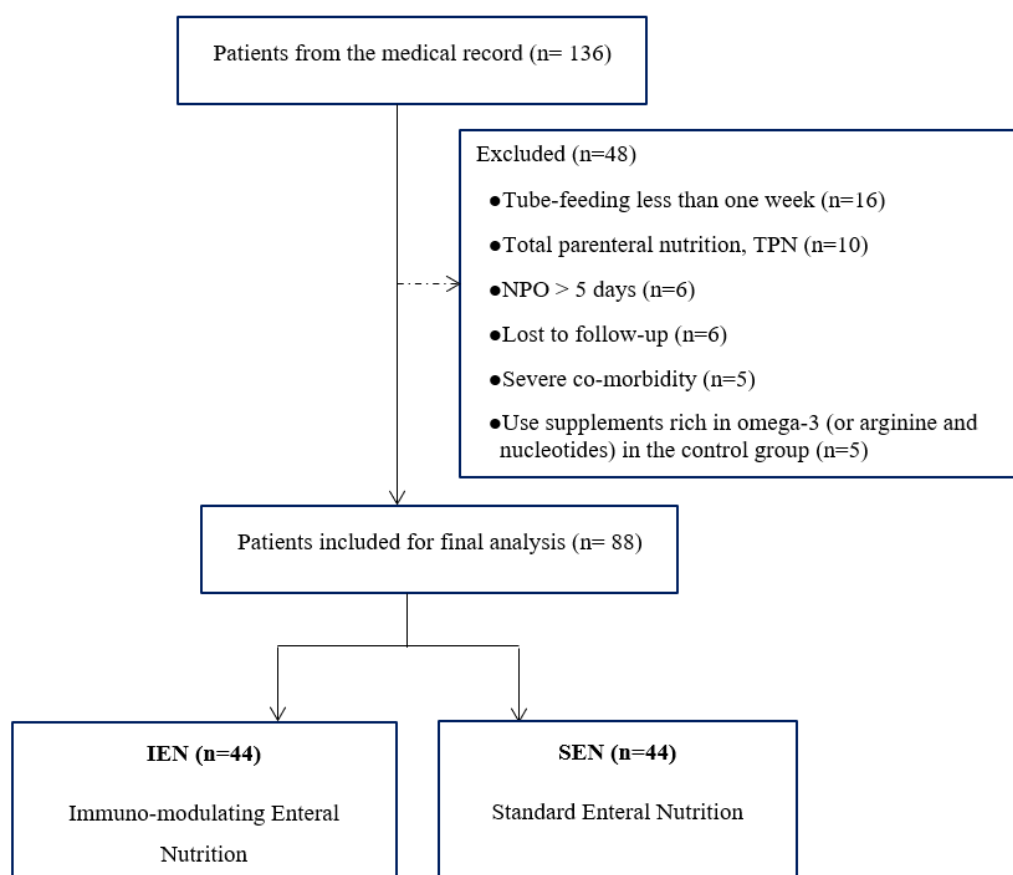 Patients from the medical record (n= 136)
Excluded (n=48)
●Tube-feeding less than one week (n=16)
●Total parenteral nutrition, TPN (n=10)
●NPO > 5 days (n=6)
●Lost to follow-up (n=6)
●Severe co-morbidity (n=5)
●Use supplements rich in omega-3 (or arginine and
nucleotides) in the control group (n=5)
Patients included for final analysis (n= 88)
IEN (n=44)
Immuno-modulating Enteral
Nutrition
SEN (n=44)
Standard Enteral Nutrition